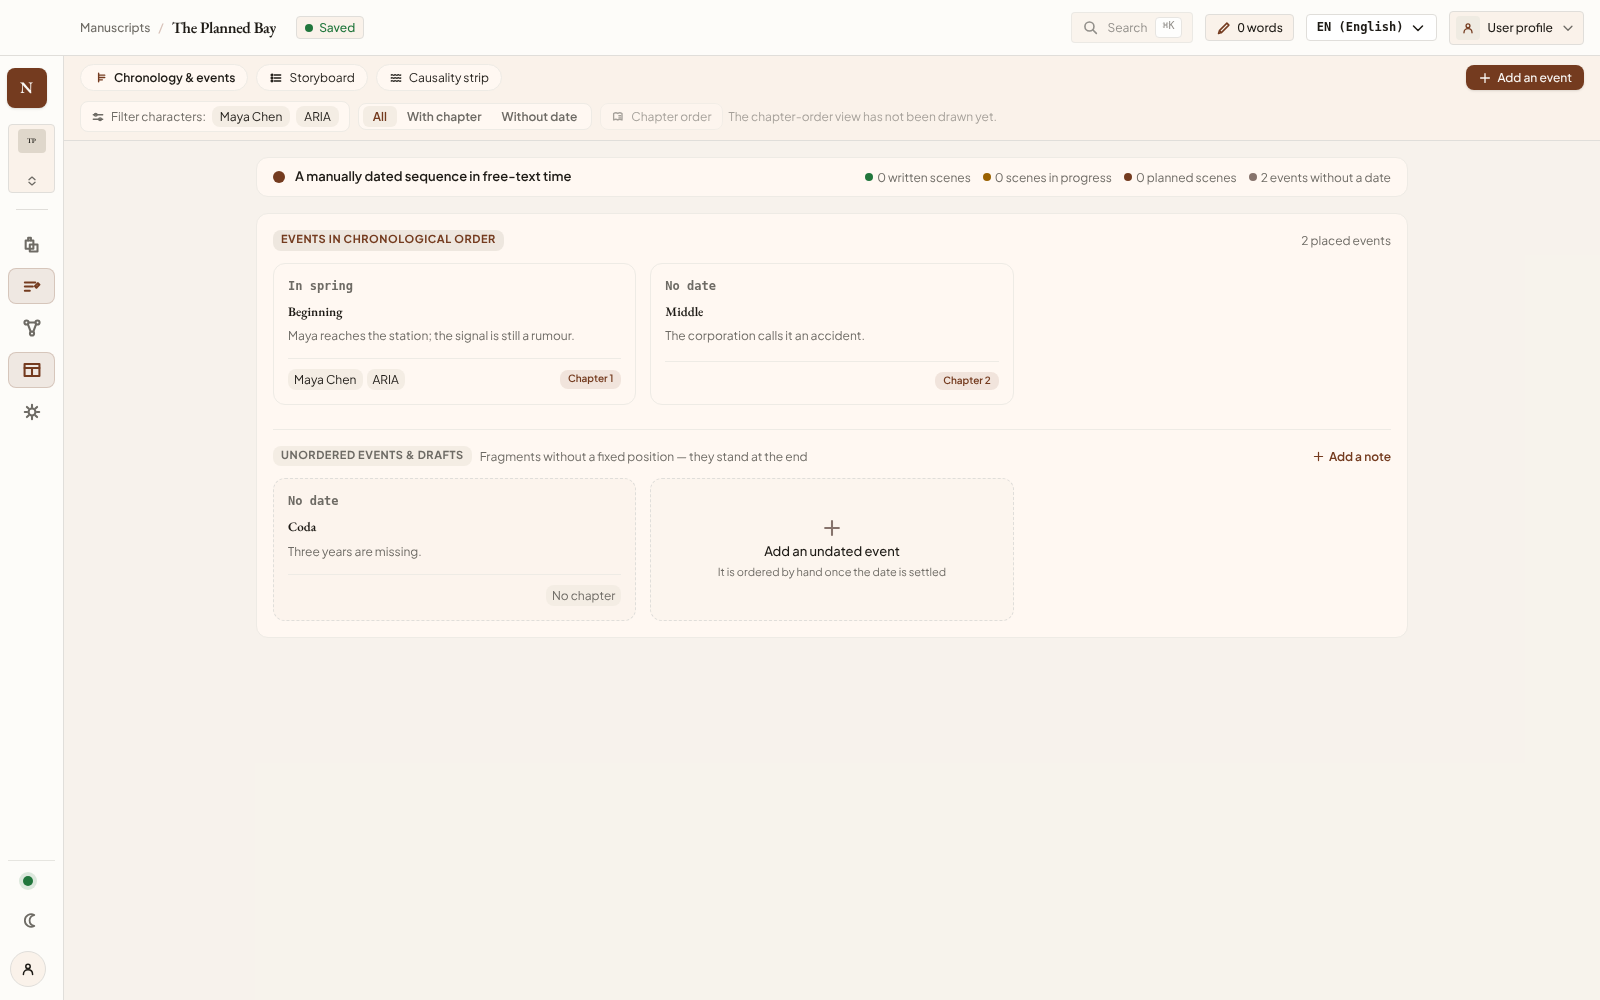 Manuscripts / The Planned Bay
Saved
Search ⌘K
0 words
EN (English)
User profile
N
TP
Chronology & events
Storyboard
Causality strip
+ Add an event
Filter characters: Maya Chen ARIA
All With chapter Without date
Chapter order
The chapter-order view has not been drawn yet.
A manually dated sequence in free-text time
0 written scenes
0 scenes in progress
0 planned scenes
2 events without a date
EVENTS IN CHRONOLOGICAL ORDER
2 placed events
In spring
Beginning
Maya reaches the station; the signal is still a rumour.
Maya Chen ARIA
Chapter 1
No date
Middle
The corporation calls it an accident.
Chapter 2
UNORDERED EVENTS & DRAFTS
Fragments without a fixed position — they stand at the end
+ Add a note
No date
Coda
Three years are missing.
No chapter
Add an undated event
It is ordered by hand once the date is settled